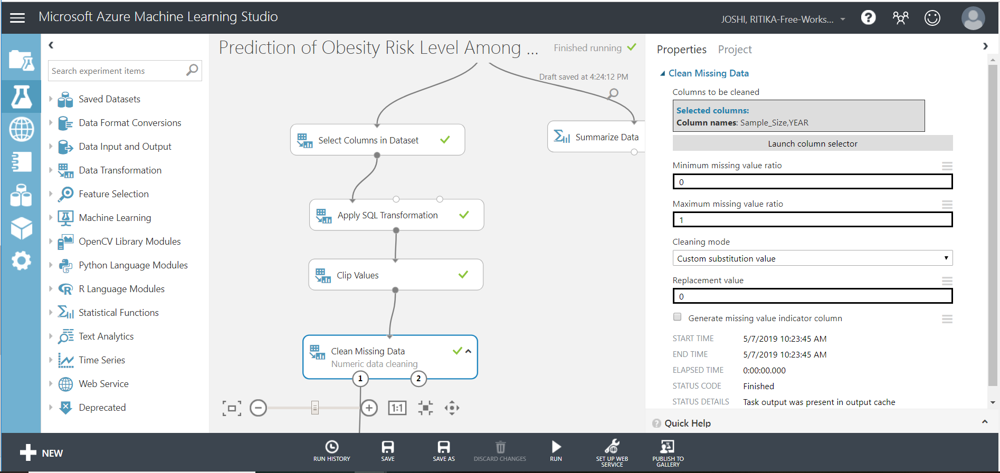 Microsoft Azure Machine Learning Studio
JOSHI, RITIKA-Free-Works...
?
Search experiment items
Saved Datasets
Data Format Conversions
Data Input and Output
Data Transformation
Feature Selection
Machine Learning
OpenCV Library Modules
Python Language Modules
R Language Modules
Statistical Functions
Text Analytics
Time Series
Web Service
Deprecated
Prediction of Obesity Risk Level Among ...
Finished running
Draft saved at 4:24:12 PM
Select Columns in Dataset
Summarize Data
Apply SQL Transformation
Clip Values
Clean Missing Data
Numeric data cleaning
1 2
1:1
Properties Project
Clean Missing Data
Columns to be cleaned
Selected columns:
Column names: Sample_Size,YEAR
Launch column selector
Minimum missing value ratio
0
Maximum missing value ratio
1
Cleaning mode
Custom substitution value
Replacement value
0
Generate missing value indicator column
START TIME 5/7/2019 10:23:45 AM
END TIME 5/7/2019 10:23:45 AM
ELAPSED TIME 0:00:00.000
STATUS CODE Finished
STATUS DETAILS Task output was present in output cache
? Quick Help
NEW
RUN HISTORY
SAVE
SAVE AS
DISCARD CHANGES
RUN
SET UP WEB
SERVICE
PUBLISH TO
GALLERY